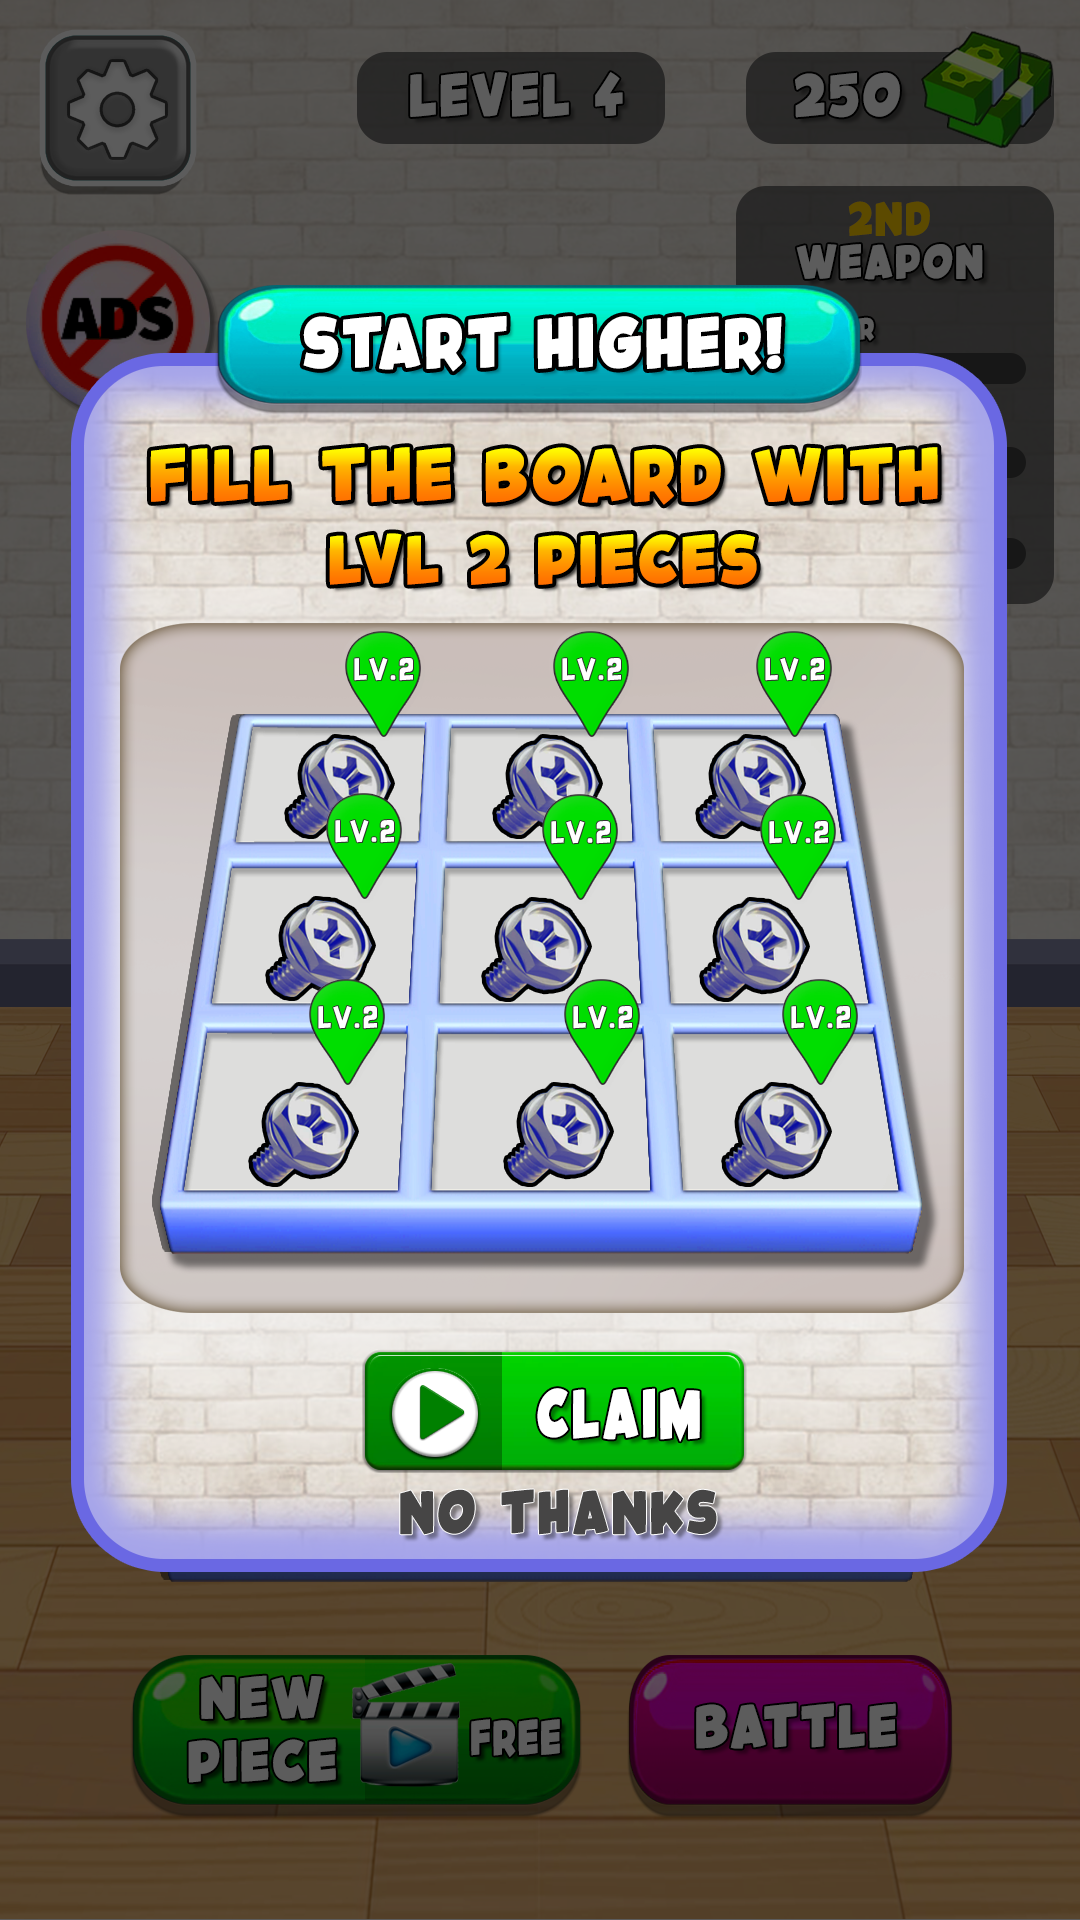 LEVEL 4
250
2ND
WEAPON
ADS
R
START HIGHER!
FILL THE BOARD WITH
LVL 2 PIECES
LV.2
LV.2
LV.2
LV.2
LV.2
LV.2
LV.2
LV.2
LV.2
CLAIM
NO THANKS
NEW
PIECE
FREE
BATTLE